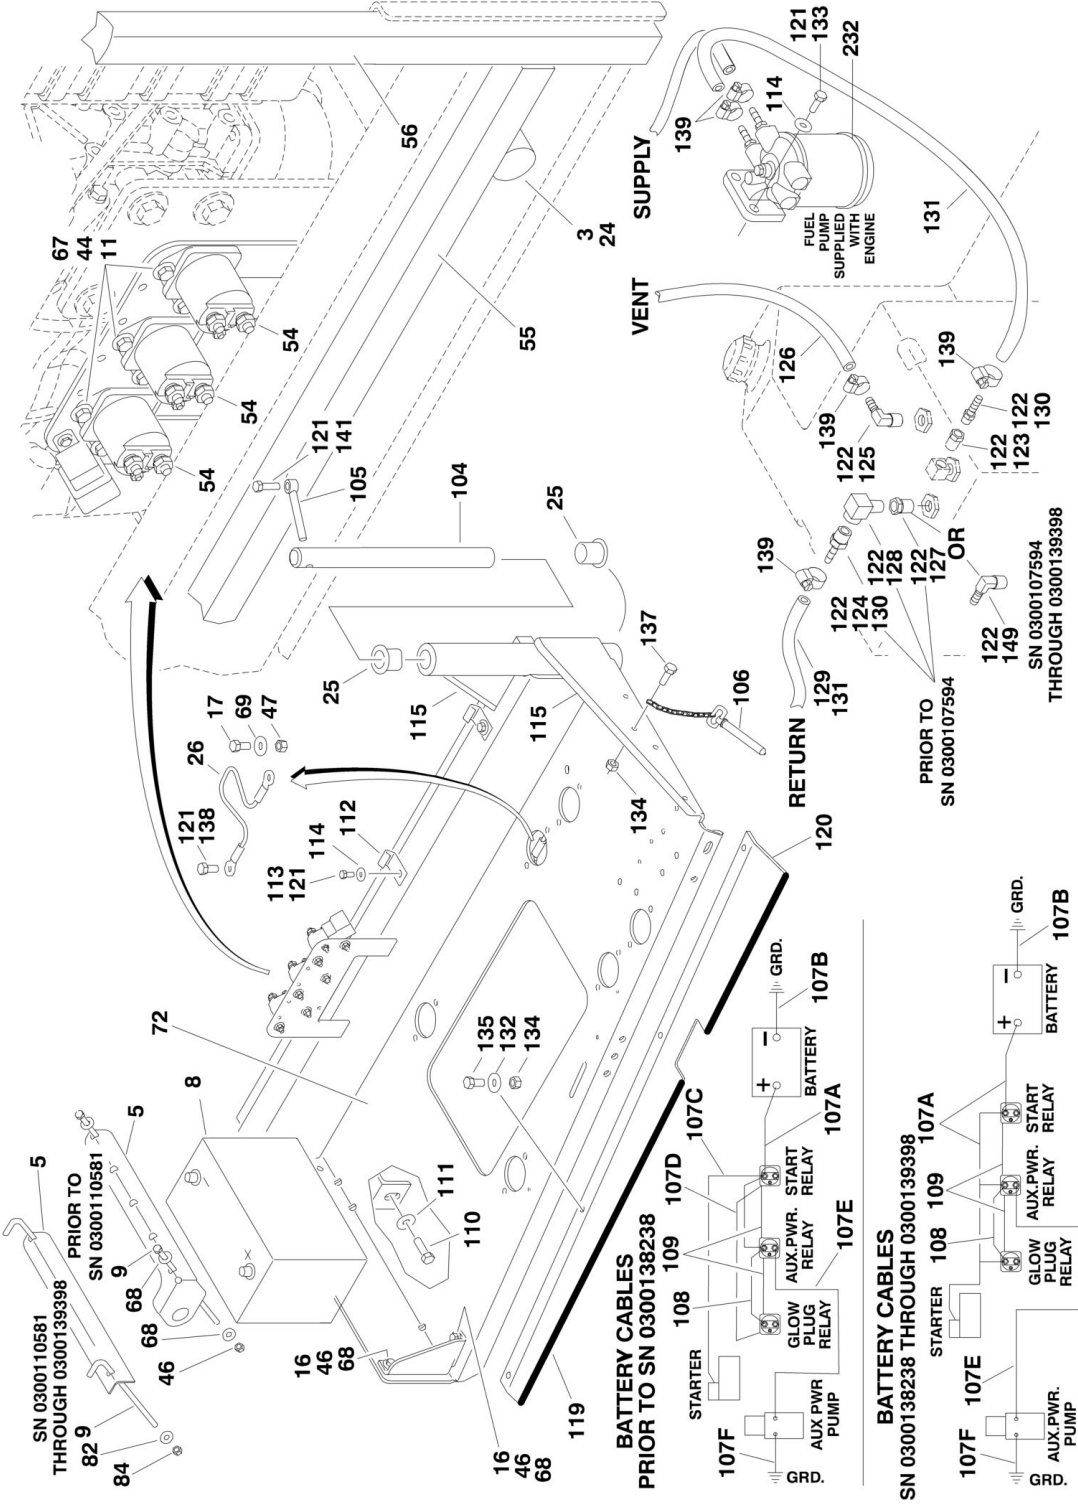 SN 0300110581
THROUGH 0300139398
5
PRIOR TO
SN 0300110581
5
9
82
84
9
68
68
46
8
72
16
46
68
16
46
68
111
110
119
120
135
132
134
67
44
11
54
54
54
56
3
24
55
121
141
105
104
25
25
115
115
17
69
47
26
121
138
114
112
113
121
137
106
134
SUPPLY
139
121
133
114
232
FUEL
PUMP
SUPPLIED
WITH
ENGINE
131
VENT
126
139
139
122
125
122
130
122
123
139
122
128
122
127
OR
122
124
130
129
131
RETURN
122
149
SN 0300107594
THROUGH 0300139398
PRIOR TO
SN 0300107594
BATTERY CABLES
PRIOR TO SN 0300138238
107C
107D
109
108
107A
107B
GRD.
+
−
BATTERY
START
RELAY
AUX.PWR.
RELAY
GLOW
PLUG
RELAY
107E
STARTER
107F
AUX PWR
PUMP
GRD.
BATTERY CABLES
SN 0300138238 THROUGH 0300139398
107A
109
108
107B
GRD.
+
−
BATTERY
START
RELAY
AUX.PWR.
RELAY
GLOW
PLUG
RELAY
STARTER
107E
107F
AUX.PWR.
PUMP
GRD.